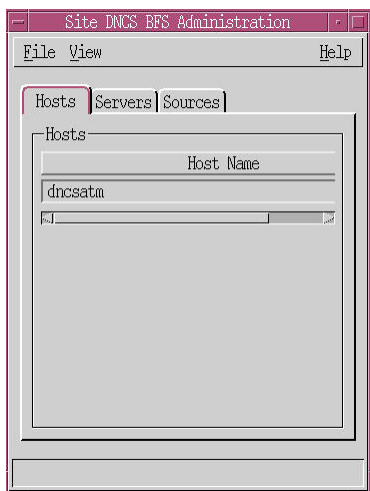 Site DNCS BFS Administration
File View Help
Hosts Servers Sources
Hosts
Host Name
dncsatm